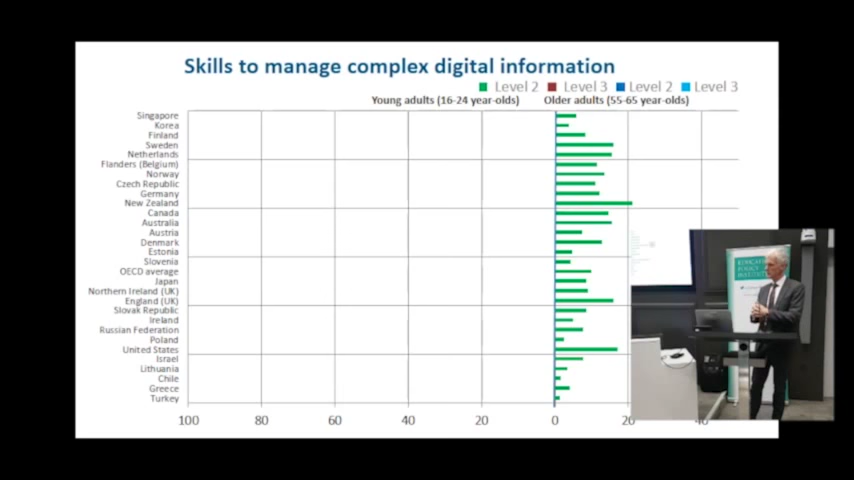 Skills to manage complex digital information
Level 2 Level 3 Level 2 Level 3
Young adults (16-24 year-olds) Older adults (55-65 year-olds)
Singapore
Korea
Finland
Sweden
Netherlands
Flanders (Belgium)
Norway
Czech Republic
Germany
New Zealand
Canada
Australia
Austria
Denmark
Estonia
Slovenia
OECD average
Japan
Northern Ireland (UK)
England (UK)
Slovak Republic
Ireland
Russian Federation
Poland
United States
Israel
Lithuania
Chile
Greece
Turkey
100 80 60 40 20 0 20 40
POLICY